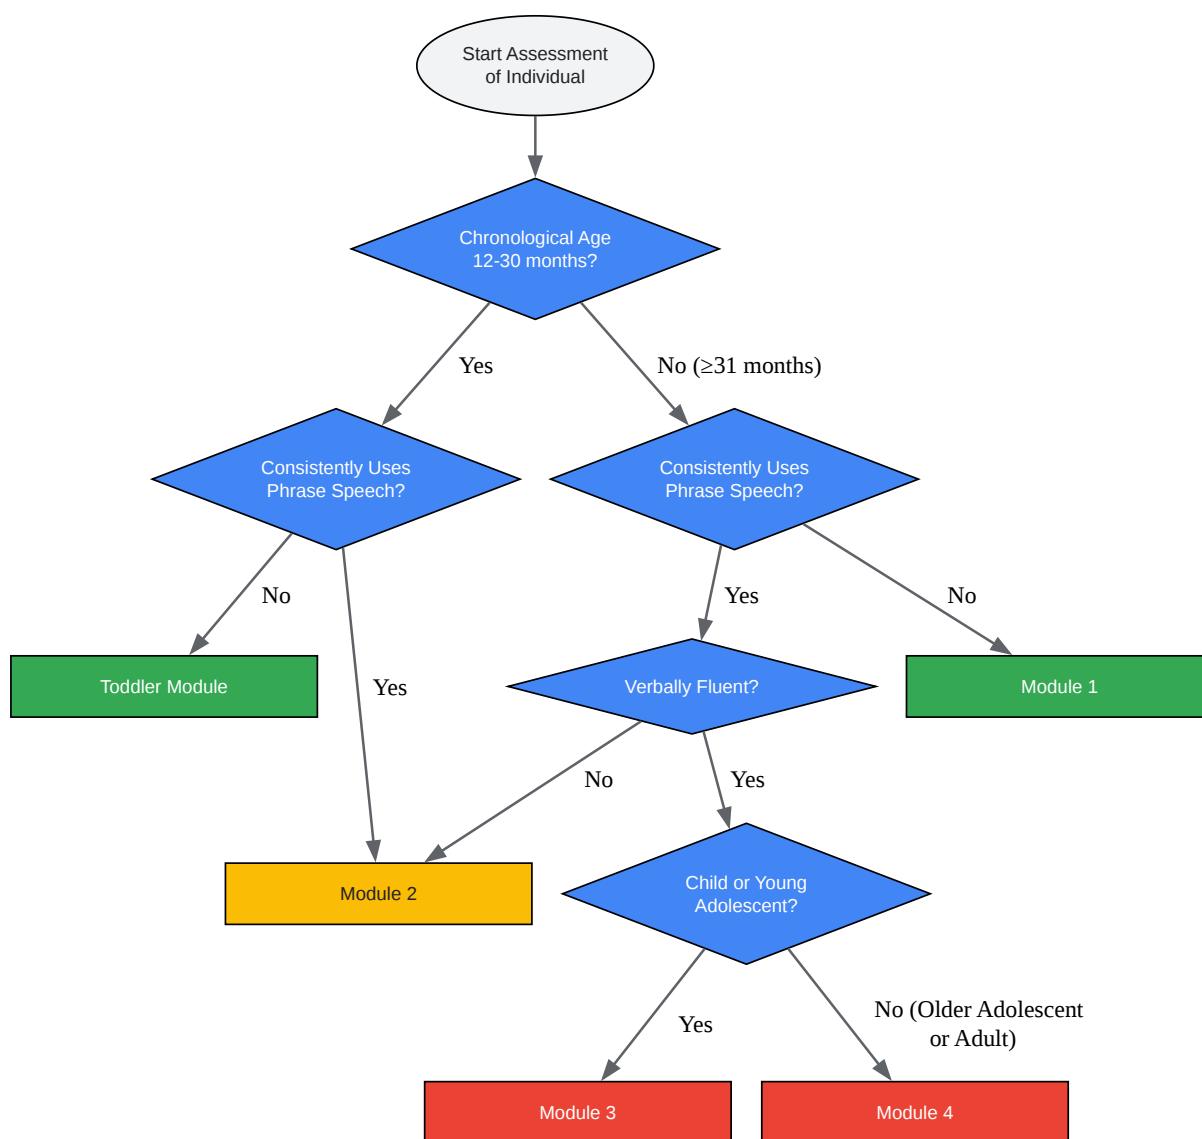 Start Assessment
of Individual
Chronological Age
12-30 months?
Yes
No (≥31 months)
Consistently Uses
Phrase Speech?
Consistently Uses
Phrase Speech?
No
Yes
Yes
No
Toddler Module
Verbally Fluent?
Module 1
No
Yes
Module 2
Child or Young
Adolescent?
Yes
No (Older Adolescent
or Adult)
Module 3
Module 4